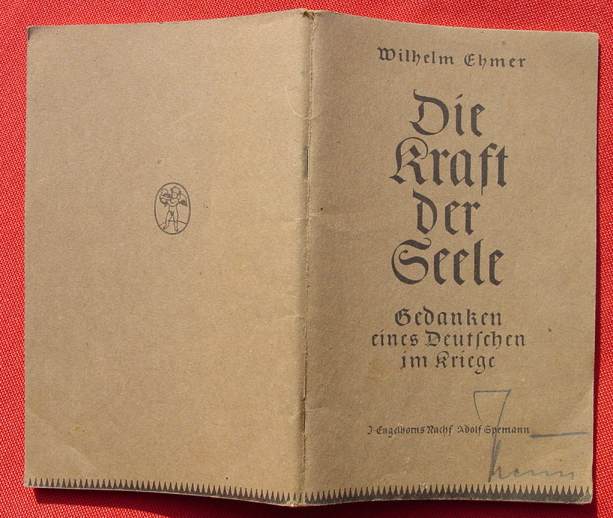 Wilhelm Ehmer
Die
Kraft
der
Seele
Gedanken
eines Deutſchen
im Kriege
J. Engelhorns Nachf. Adolf Spemann